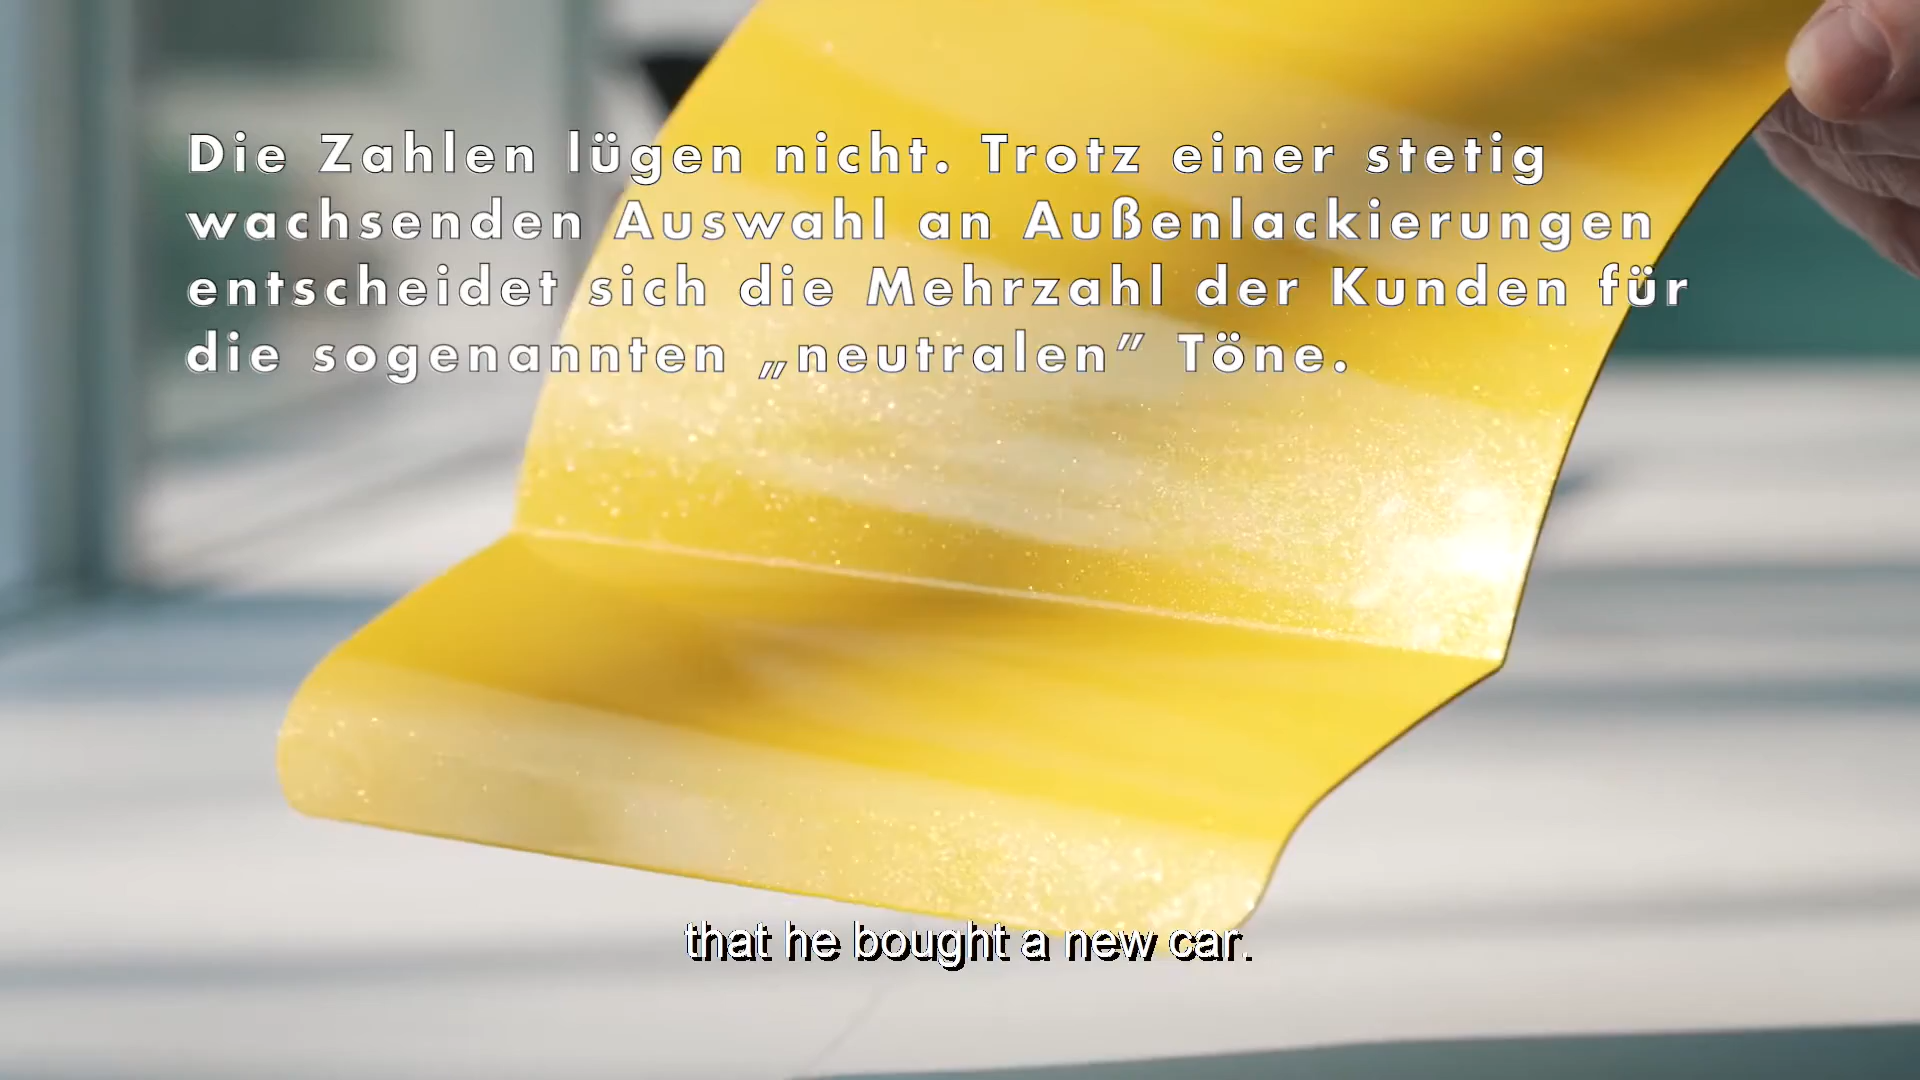 Die Zahlen lügen nicht. Trotz einer stetig
wachsenden Auswahl an Außenlackierungen
entscheidet sich die Mehrzahl der Kunden für
die sogenannten „neutralen” Töne.
that he bought a new car.